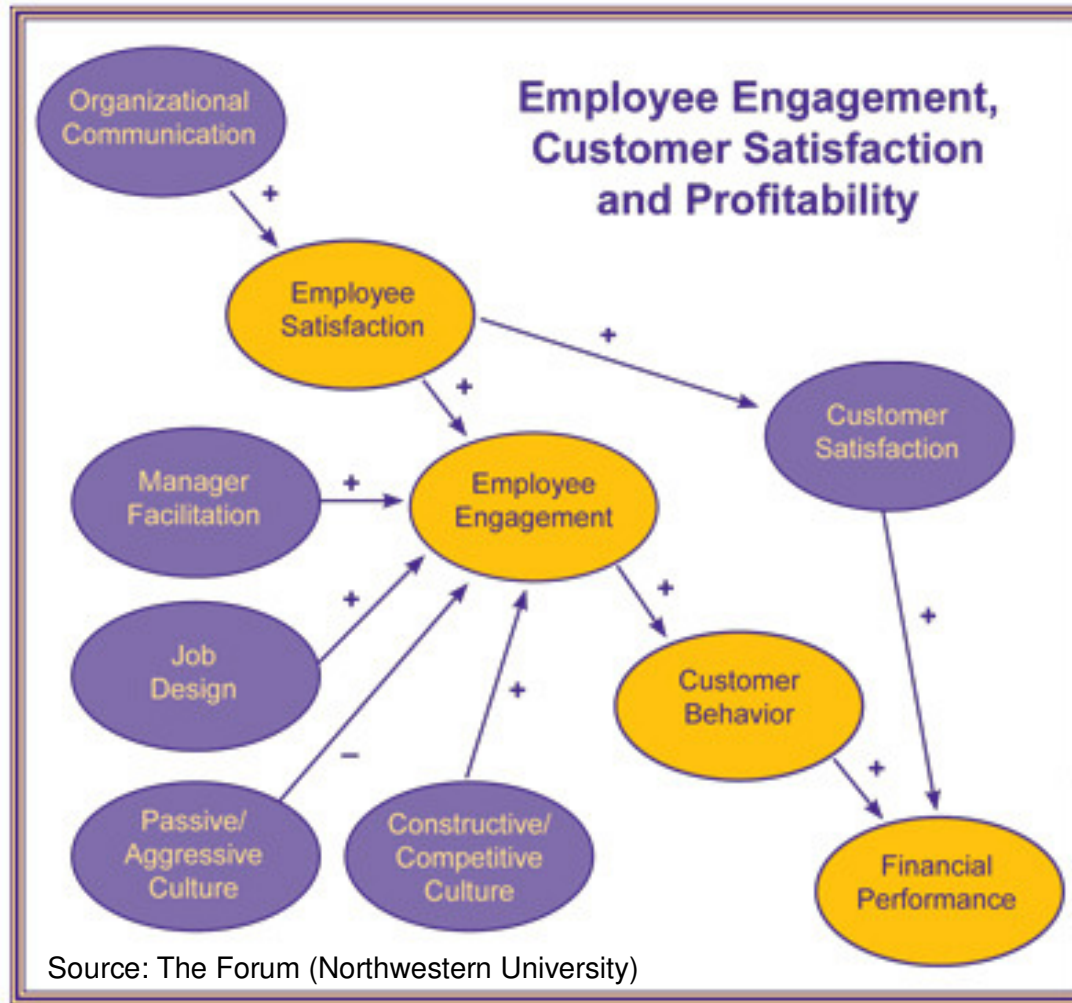 Employee Engagement,
Customer Satisfaction
and Profitability
Organizational
Communication
+
Employee
Satisfaction
+
+
Customer
Satisfaction
Manager
Facilitation
+
Employee
Engagement
Job
Design
+
+
+
Customer
Behavior
+
–
Passive/
Aggressive
Culture
Constructive/
Competitive
Culture
+
Financial
Performance
Source: The Forum (Northwestern University)